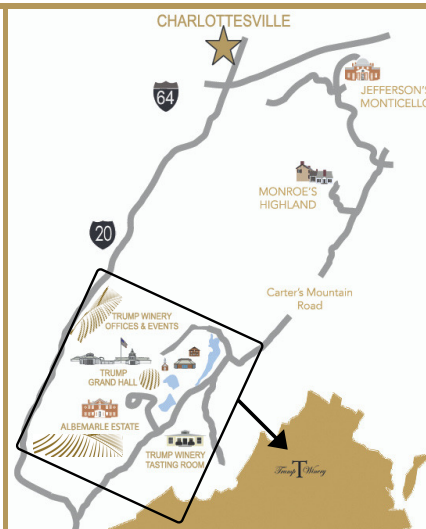 CHARLOTTESVILLE
64
JEFFERSON'S
MONTICELLO
MONROE'S
HIGHLAND
20
Carter's Mountain
Road
TRUMP WINERY
OFFICES & EVENTS
TRUMP
GRAND HALL
ALBEMARLE ESTATE
TRUMP WINERY
TASTING ROOM
Trump T Winery